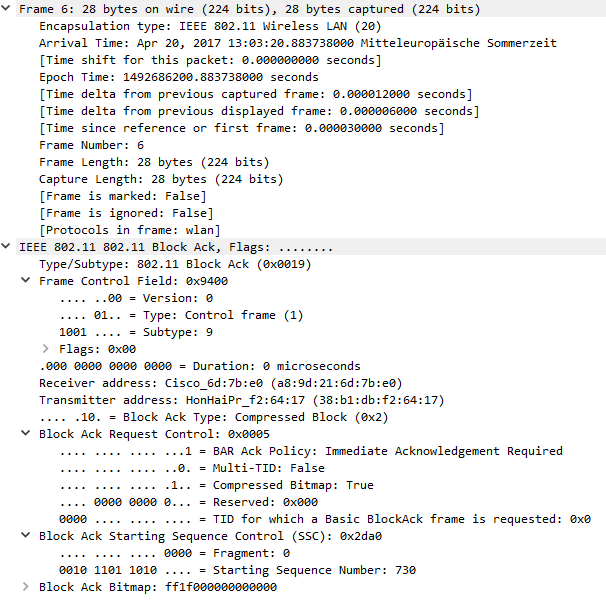 Frame 6: 28 bytes on wire (224 bits), 28 bytes captured (224 bits)
Encapsulation type: IEEE 802.11 Wireless LAN (20)
Arrival Time: Apr 20, 2017 13:03:20.883738000 Mitteleuropäische Sommerzeit
[Time shift for this packet: 0.000000000 seconds]
Epoch Time: 1492686200.883738000 seconds
[Time delta from previous captured frame: 0.000012000 seconds]
[Time delta from previous displayed frame: 0.000006000 seconds]
[Time since reference or first frame: 0.000030000 seconds]
Frame Number: 6
Frame Length: 28 bytes (224 bits)
Capture Length: 28 bytes (224 bits)
[Frame is marked: False]
[Frame is ignored: False]
[Protocols in frame: wlan]
IEEE 802.11 802.11 Block Ack, Flags: ........
Type/Subtype: 802.11 Block Ack (0x0019)
Frame Control Field: 0x9400
.... ..00 = Version: 0
.... 01.. = Type: Control frame (1)
1001 .... = Subtype: 9
Flags: 0x00
.000 0000 0000 0000 = Duration: 0 microseconds
Receiver address: Cisco_6d:7b:e0 (a8:9d:21:6d:7b:e0)
Transmitter address: HonHaiPr_f2:64:17 (38:b1:db:f2:64:17)
.... .10. = Block Ack Type: Compressed Block (0x2)
Block Ack Request Control: 0x0005
.... .... .... ...1 = BAR Ack Policy: Immediate Acknowledgement Required
.... .... .... ..0. = Multi-TID: False
.... .... .... .1.. = Compressed Bitmap: True
.... 0000 0000 0... = Reserved: 0x000
0000 .... .... .... = TID for which a Basic BlockAck frame is requested: 0x0
Block Ack Starting Sequence Control (SSC): 0x2da0
.... .... .... 0000 = Fragment: 0
0010 1101 1010 .... = Starting Sequence Number: 730
Block Ack Bitmap: ff1f000000000000